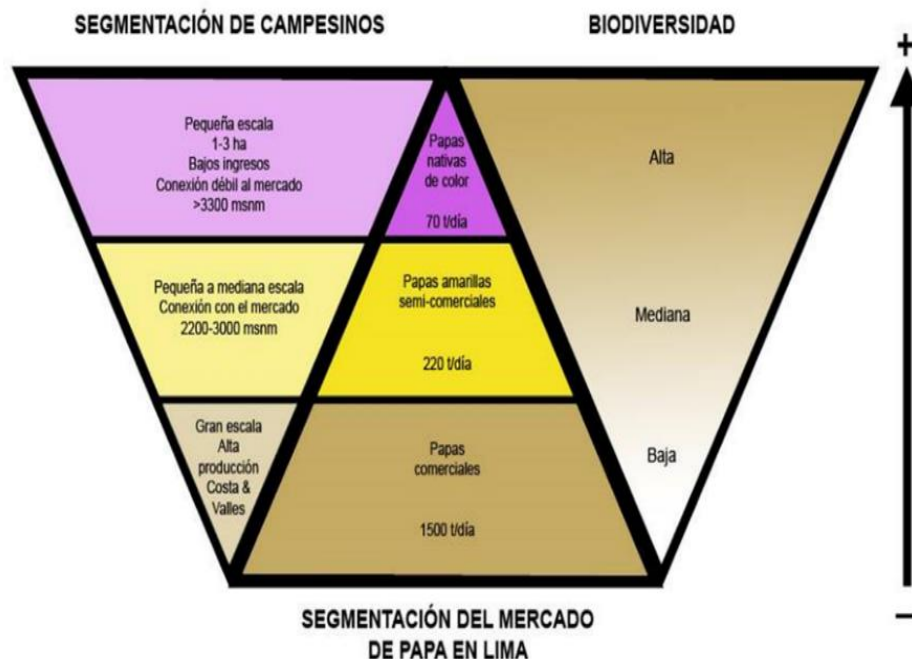 SEGMENTACIÓN DE CAMPESINOS
BIODIVERSIDAD
+
Pequeña escala
1-3 ha
Bajos ingresos
Conexión débil al mercado
>3300 msnm
Papas
nativas
de color
70 t/día
Alta
Pequeña a mediana escala
Conexión con el mercado
2200-3000 msnm
Papas amarillas
semi-comerciales
220 t/día
Mediana
Gran escala
Alta
producción
Costa &
Valles
Papas
comerciales
1500 t/día
Baja
–
SEGMENTACIÓN DEL MERCADO
DE PAPA EN LIMA